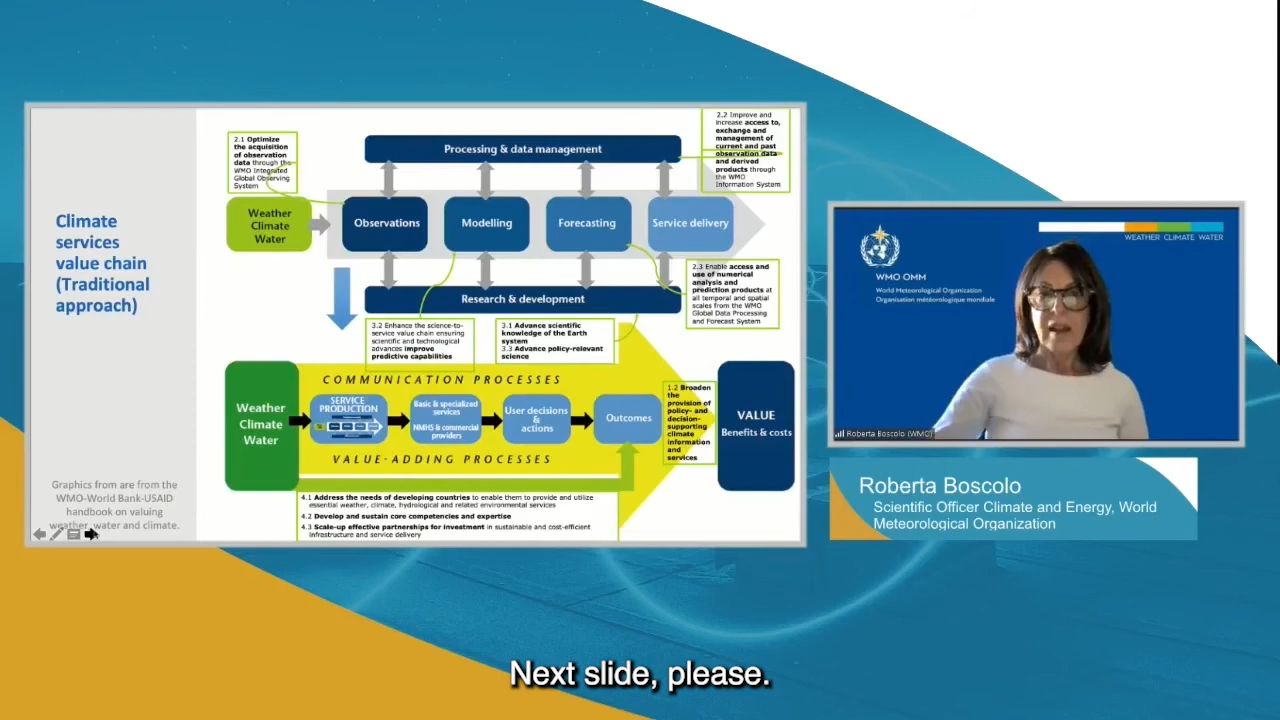 Climate
services
value chain
(Traditional
approach)
Graphics from are from the
WMO-World Bank-USAID
handbook on valuing
weather, water and climate.
2.1 Optimize
the acquisition
of observation
data through the
WMO Integrated
Global Observing
System
Processing & data management
2.2 Improve and
increase access to,
exchange and
management of
current and past
observation data
and derived
products through
the WMO
Information System
Weather
Climate
Water
Observations
Modelling
Forecasting
Service delivery
Research & development
2.3 Enable access and
use of numerical
analysis and
prediction products at
all temporal and spatial
scales from the WMO
Global Data Processing
and Forecast System
3.2 Enhance the science-to-
service value chain ensuring
scientific and technological
advances improve
predictive capabilities
3.1 Advance scientific
knowledge of the Earth
system
3.3 Advance policy-relevant
science
COMMUNICATION PROCESSES
Weather
Climate
Water
SERVICE
PRODUCTION
Basic & specialized
services
NMHS & commercial
providers
User decisions
&
actions
Outcomes
1.2 Broaden
the
provision of
policy- and
decision-
supporting
climate
information
and
services
VALUE
Benefits & costs
VALUE-ADDING PROCESSES
4.1 Address the needs of developing countries to enable them to provide and utilize
essential weather, climate, hydrological and related environmental services
4.2 Develop and sustain core competencies and expertise
4.3 Scale-up effective partnerships for investment in sustainable and cost-efficient
infrastructure and service delivery
WEATHER CLIMATE WATER
WMO OMM
World Meteorological Organization
Organisation météorologique mondiale
Roberta Boscolo (WMO)
Roberta Boscolo
Scientific Officer Climate and Energy, World
Meteorological Organization
Next slide, please.